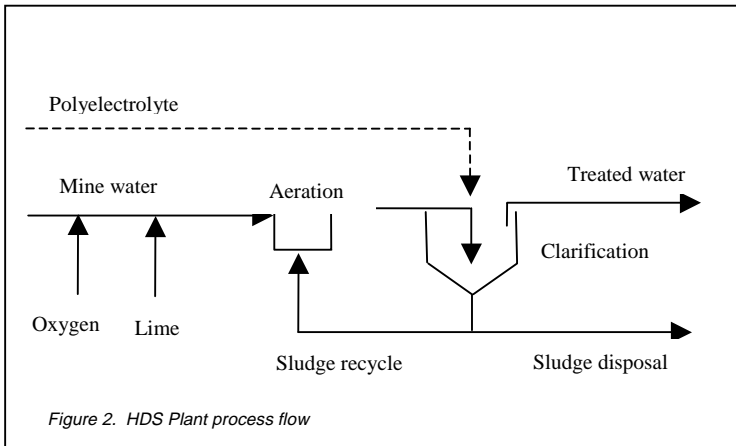 Polyelectrolyte
Mine water
Aeration
Treated water
Clarification
Oxygen
Lime
Sludge recycle
Sludge disposal
Figure 2. HDS Plant process flow